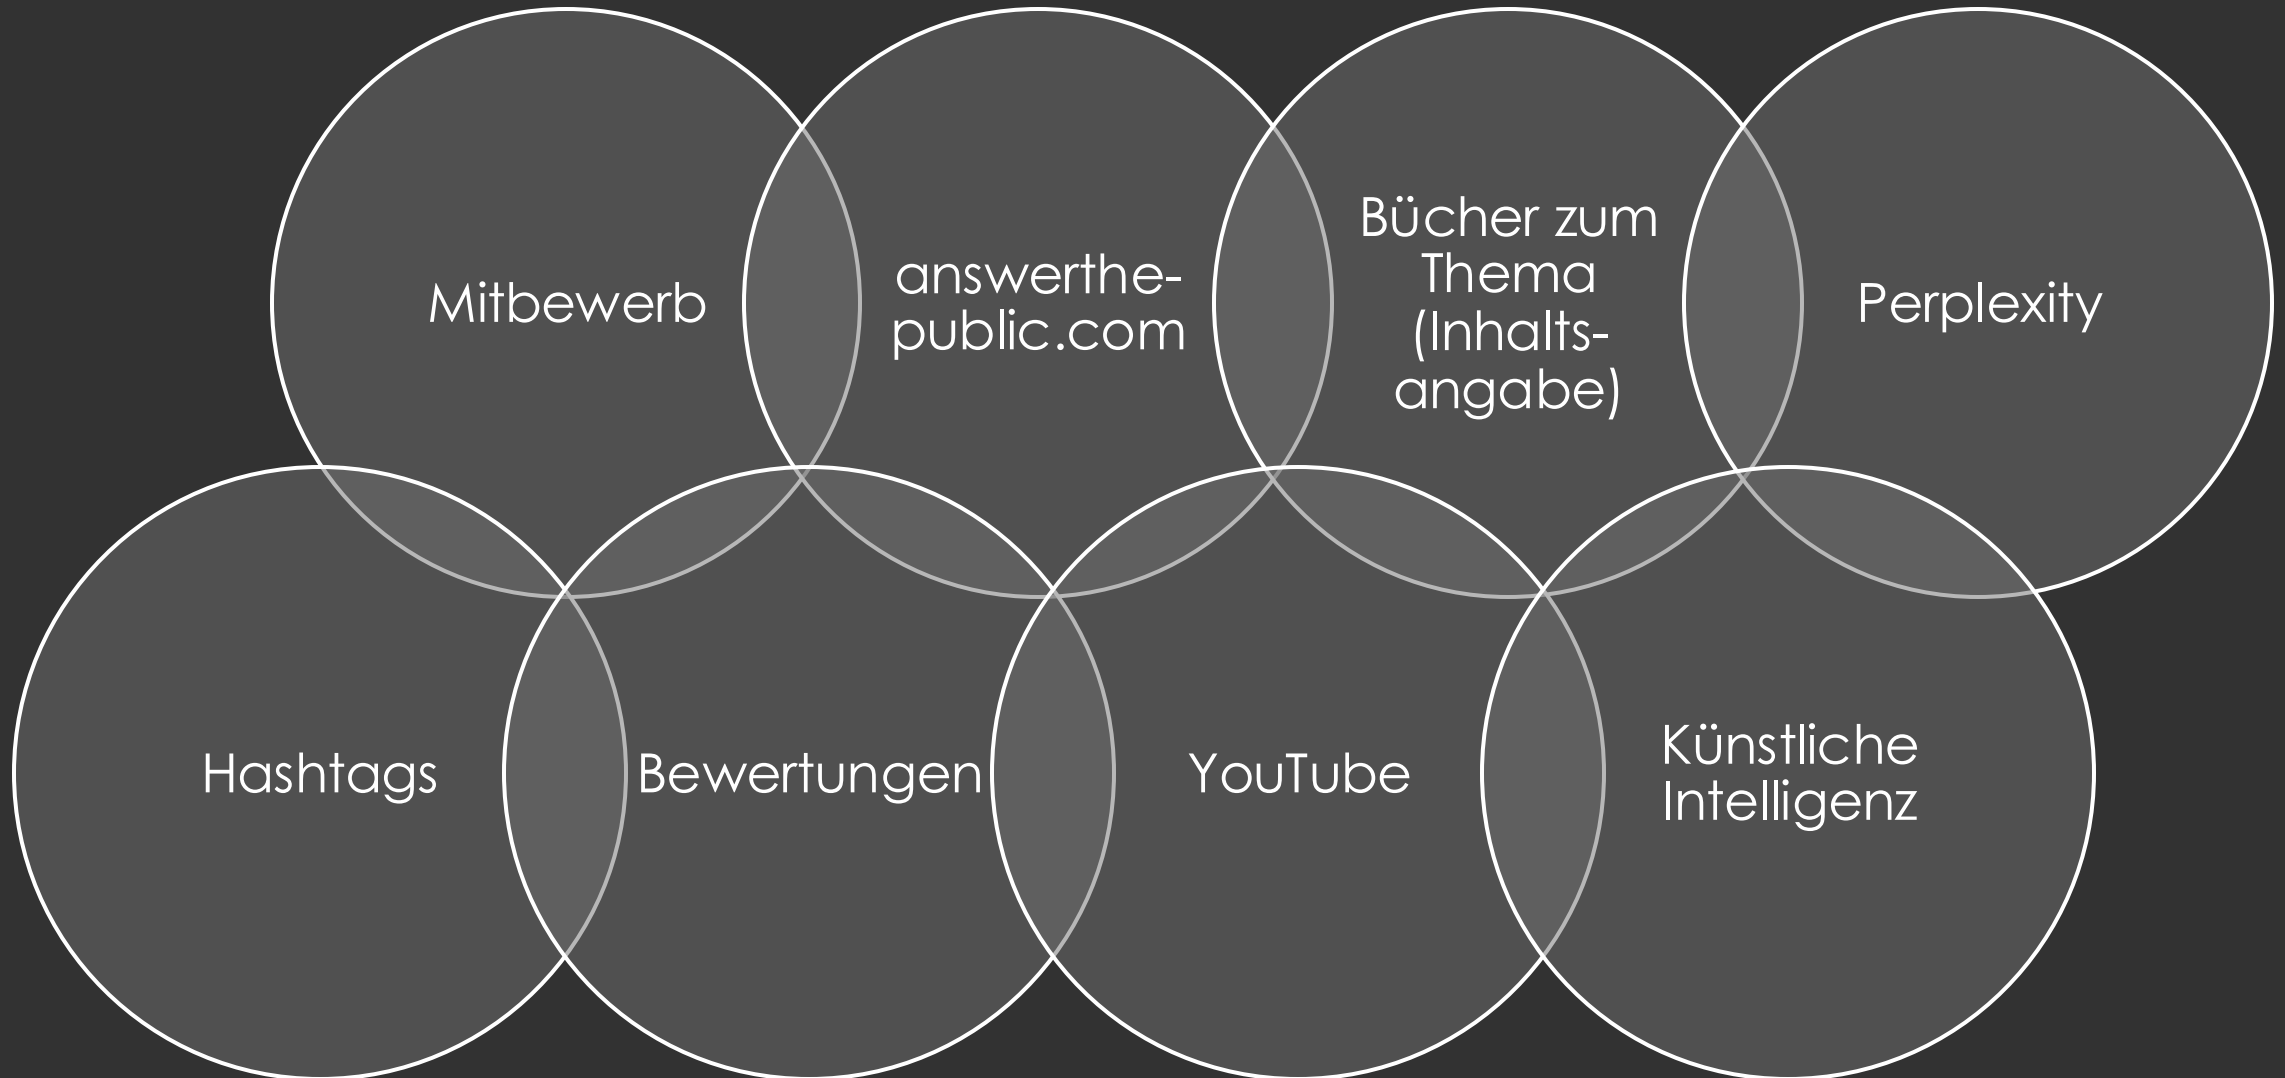 Mitbewerb
answerthe-
public.com
Bücher zum
Thema
(Inhalts-
angabe)
Perplexity
Hashtags
Bewertungen
YouTube
Künstliche
Intelligenz